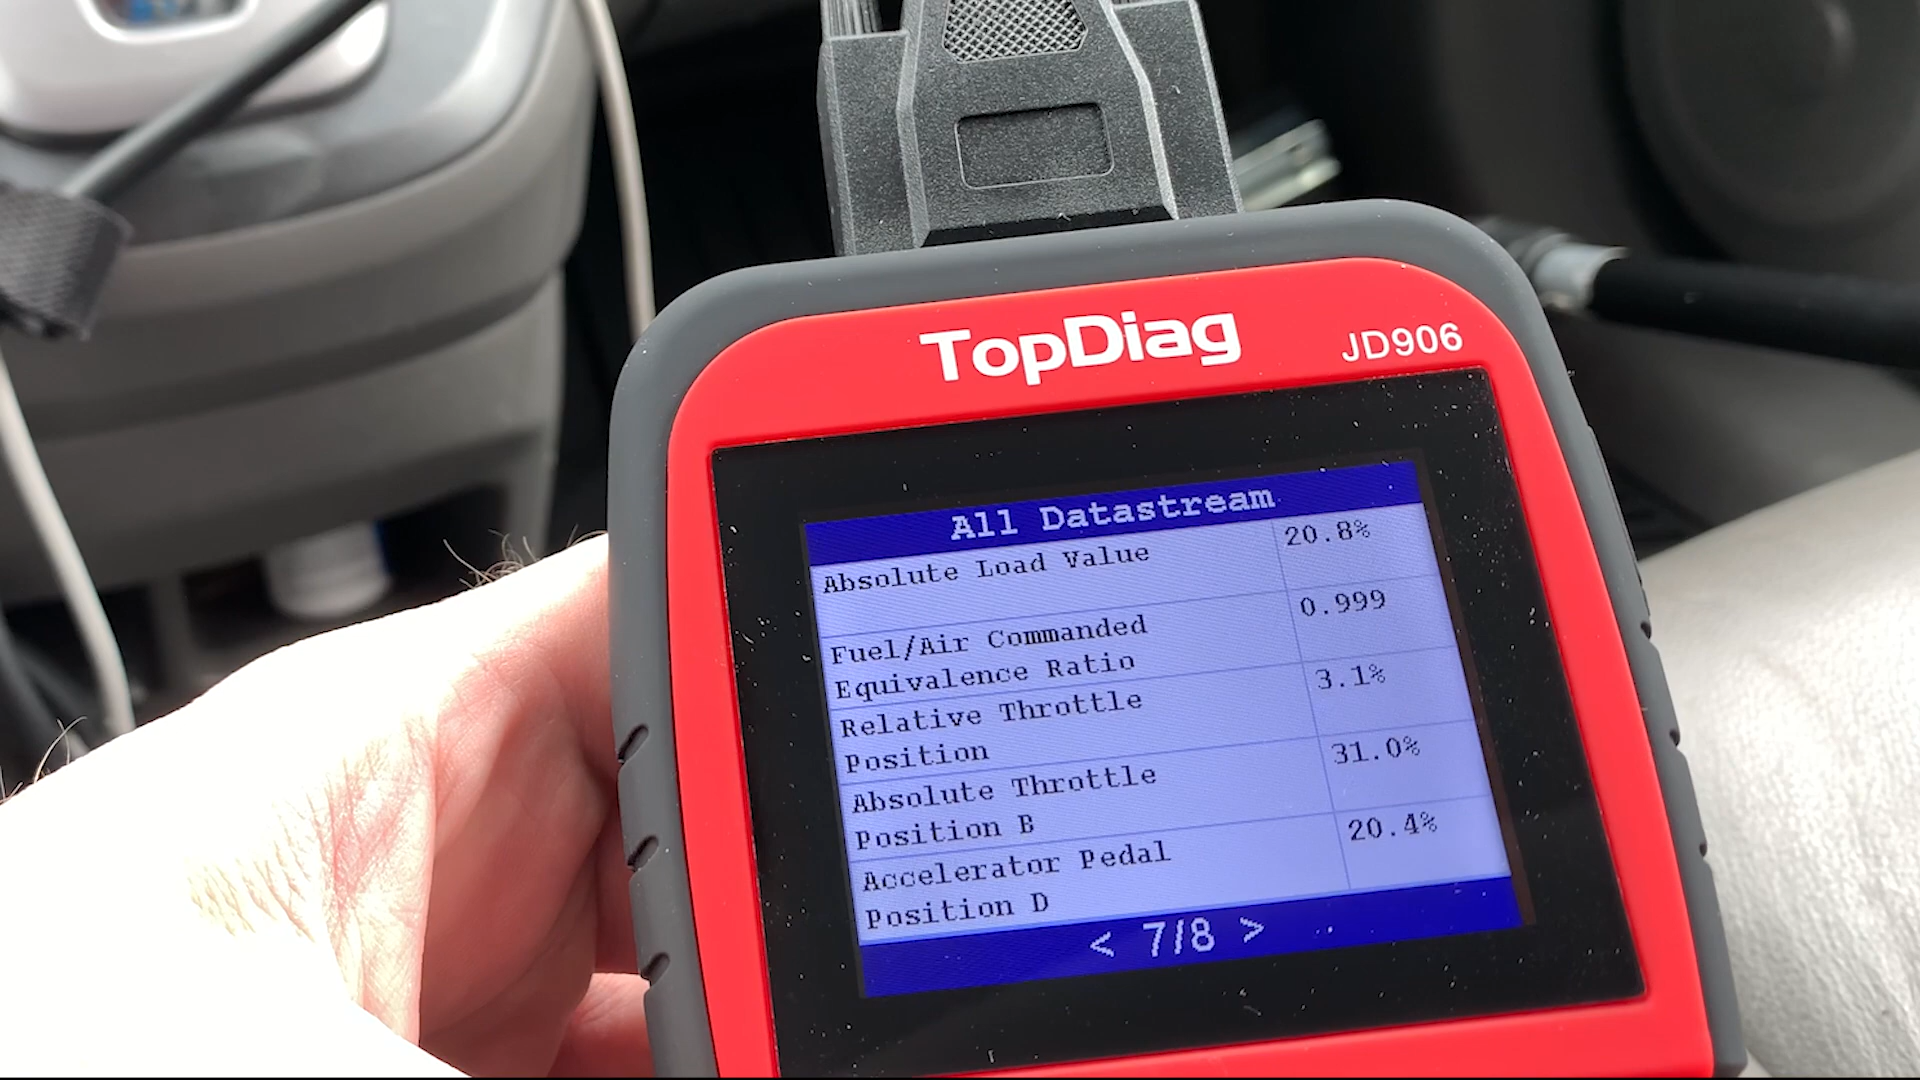 TopDiag
JD906
All Datastream
Absolute Load Value 20.8%
Fuel/Air Commanded 0.999
Equivalence Ratio
Relative Throttle 3.1%
Position
Absolute Throttle 31.0%
Position B
Accelerator Pedal 20.4%
Position D
< 7/8 >